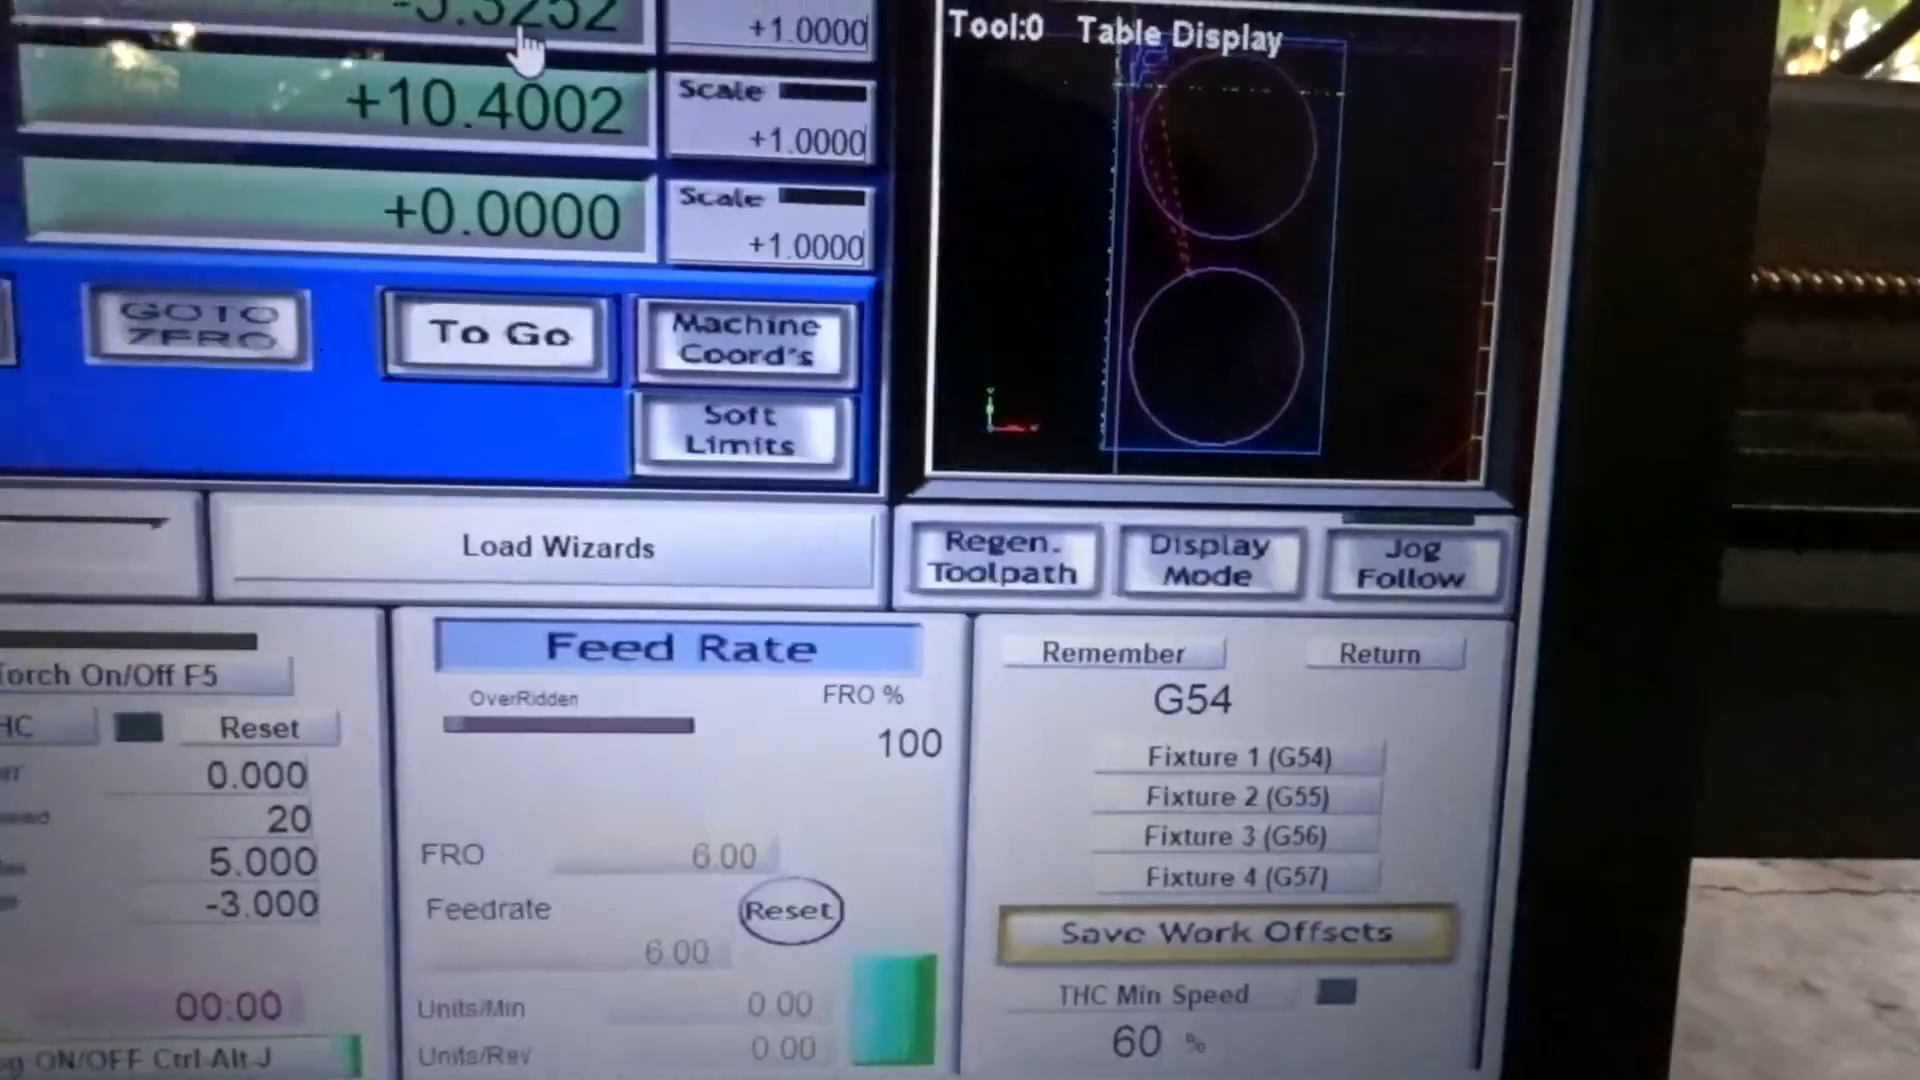 -5.3252
+1.0000
Tool:0 Table Display
+10.4002
Scale
+1.0000
+0.0000
Scale
+1.0000
GOTO
ZERO
To Go
Machine
Coord's
Soft
Limits
Load Wizards
Regen.
Toolpath
Display
Mode
Jog
Follow
Torch On/Off F5
Feed Rate
OverRidden
FRO %
100
Remember
Return
G54
Reset
0.000
20
5.000
-3.000
Fixture 1 (G54)
Fixture 2 (G55)
Fixture 3 (G56)
Fixture 4 (G57)
FRO
6.00
Feedrate
Reset
6.00
Save Work Offsets
Units/Min
0.00
Units/Rev
0.00
THC Min Speed
60 %
00:00
ON/OFF Ctrl-Alt-J